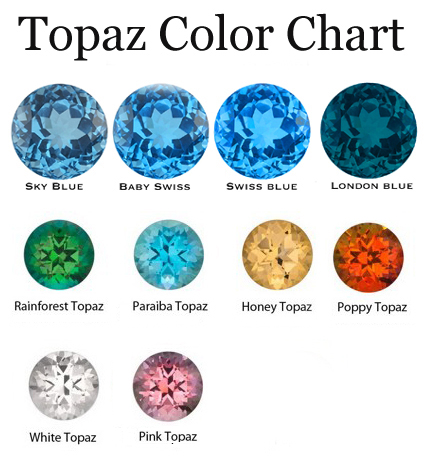 Topaz Color Chart
SKY BLUE BABY SWISS SWISS BLUE LONDON BLUE
Rainforest Topaz Paraiba Topaz Honey Topaz Poppy Topaz
White Topaz Pink Topaz